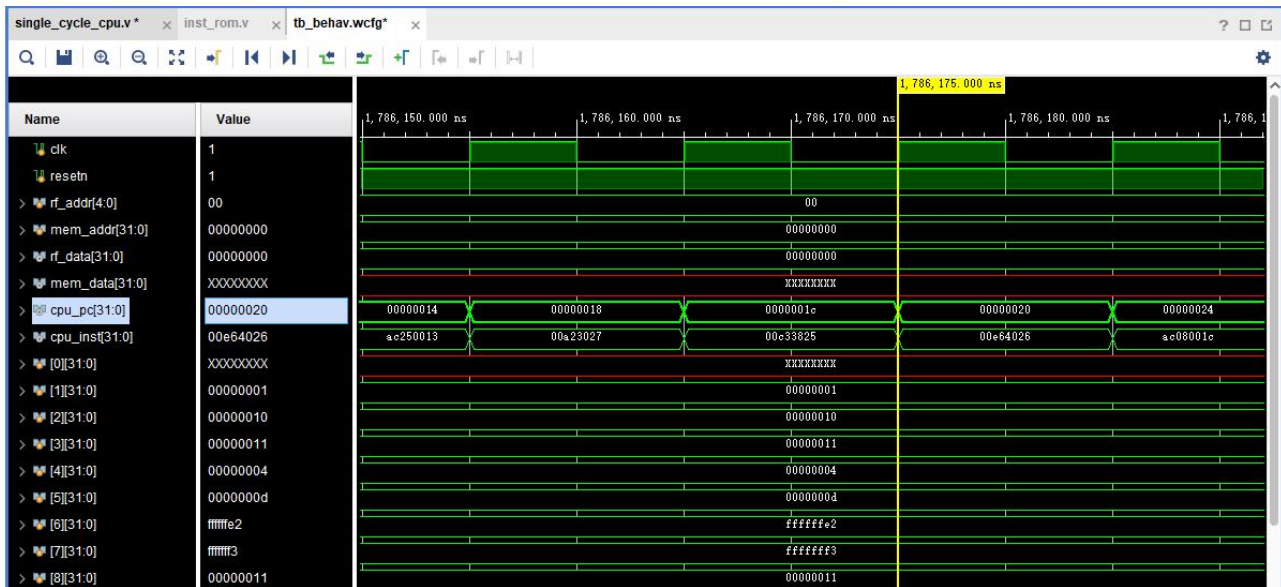 single_cycle_cpu.v * × inst_rom.v × tb_behav.wcfg* × ?
1,786,175.000 ns
Name Value 1,786,150.000 ns 1,786,160.000 ns 1,786,170.000 ns 1,786,180.000 ns 1,786,1
clk 1
resetn 1
> rf_addr[4:0] 00 00
> mem_addr[31:0] 00000000 00000000
> rf_data[31:0] 00000000 00000000
> mem_data[31:0] XXXXXXXX XXXXXXXX
> cpu_pc[31:0] 00000020 00000014 00000018 0000001c 00000020 00000024
> cpu_inst[31:0] 00e64026 ac250013 00a23027 00c33825 00e64026 ac08001c
> [0][31:0] XXXXXXXX XXXXXXXX
> [1][31:0] 00000001 00000001
> [2][31:0] 00000010 00000010
> [3][31:0] 00000011 00000011
> [4][31:0] 00000004 00000004
> [5][31:0] 0000000d 0000000d
> [6][31:0] ffffffe2 ffffffe2
> [7][31:0] fffffff3 fffffff3
> [8][31:0] 00000011 00000011